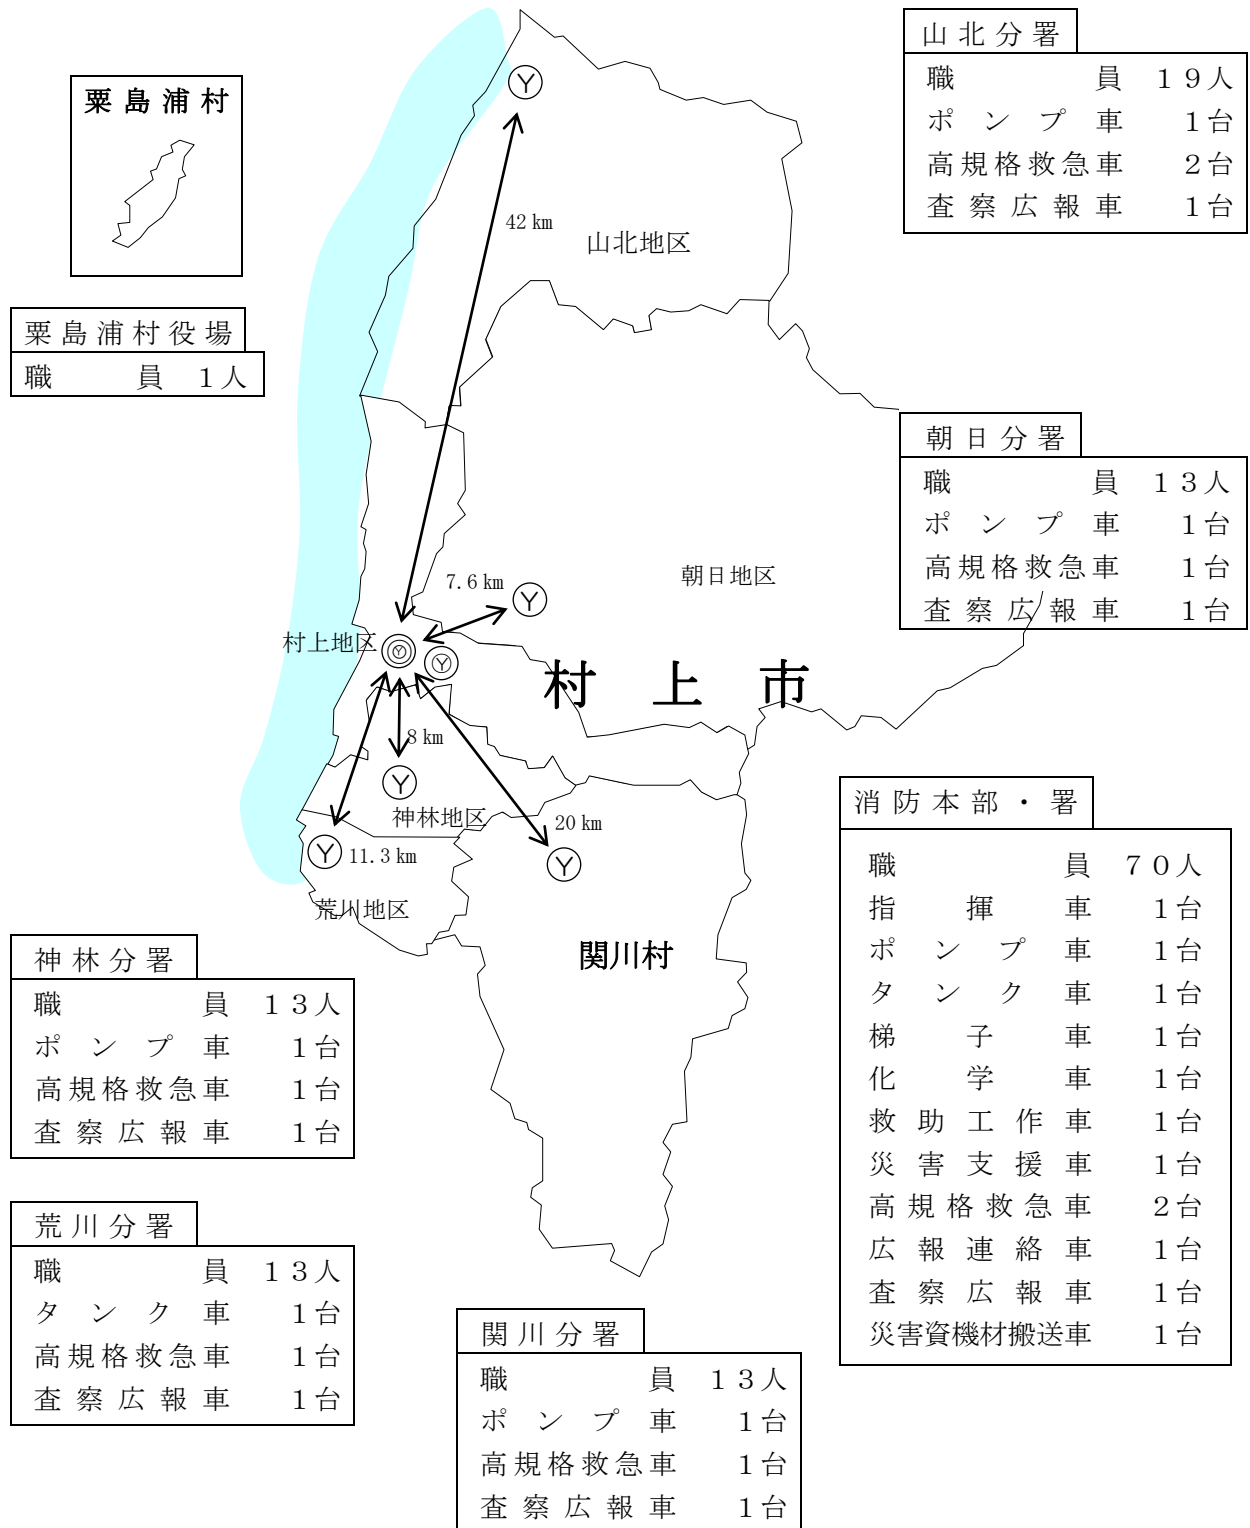 山北分署
職員 １９人
ポンプ車 １台
高規格救急車 ２台
査察広報車 １台
粟島浦村
42㎞
山北地区
粟島浦村役場
職員 １人
朝日分署
職員 １３人
ポンプ車 １台
高規格救急車 １台
査察広報車 １台
7.6㎞
朝日地区
村上地区
村上市
8㎞
神林地区
20㎞
11.3㎞
荒川地区
関川村
消防本部・署
職員 ７０人
指揮車 １台
ポンプ車 １台
タンク車 １台
梯子車 １台
化学車 １台
救助工作車 １台
災害支援車 １台
高規格救急車 ２台
広報連絡車 １台
査察広報車 １台
災害資機材搬送車 １台
神林分署
職員 １３人
ポンプ車 １台
高規格救急車 １台
査察広報車 １台
荒川分署
職員 １３人
タンク車 １台
高規格救急車 １台
査察広報車 １台
関川分署
職員 １３人
ポンプ車 １台
高規格救急車 １台
査察広報車 １台